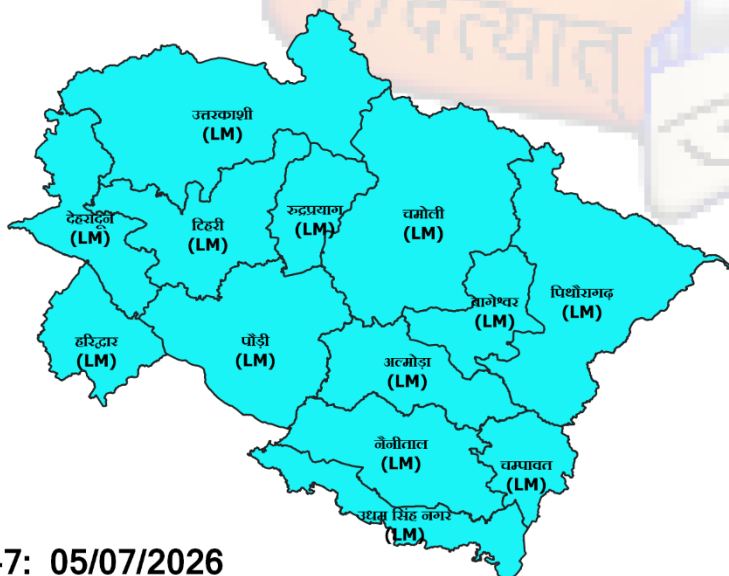 दित्यात
उत्तरकाशी
(LM)
देहरादून
(LM)
टिहरी
(LM)
रुद्रप्रयाग
(LM)
चमोली
(LM)
बागेश्वर
(LM)
पिथौरागढ़
(LM)
हरिद्वार
(LM)
पौड़ी
(LM)
अल्मोड़ा
(LM)
नैनीताल
(LM)
चम्पावत
(LM)
उधम सिंह नगर
(LM)
7: 05/07/2026